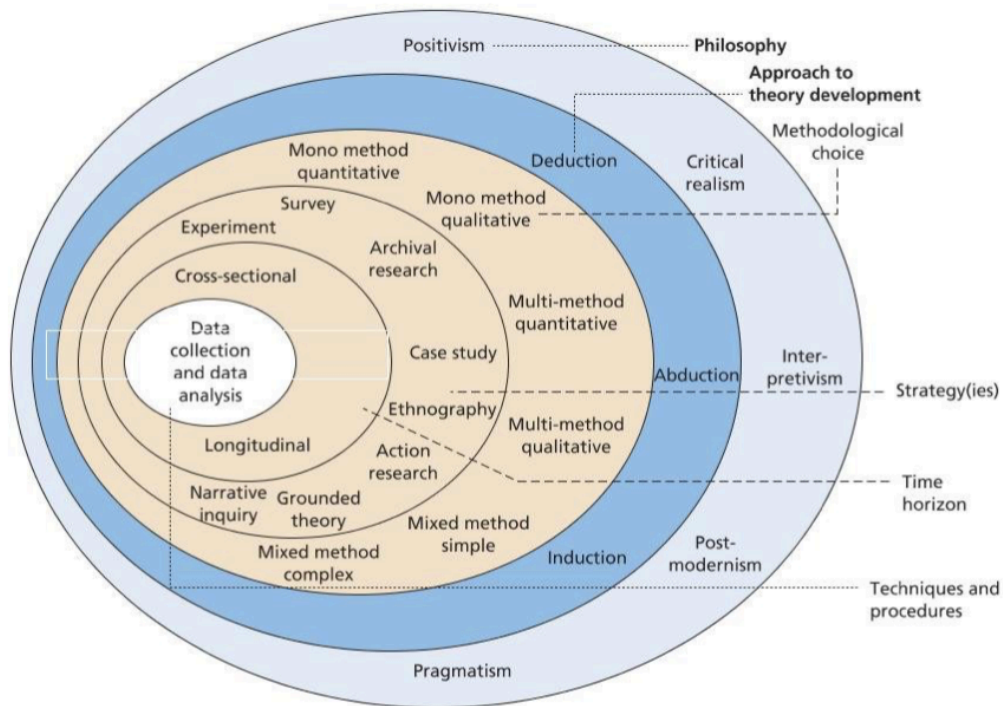 Positivism
Philosophy
Approach to
theory development
Methodological
choice
Mono method
quantitative
Deduction
Critical
realism
Mono method
qualitative
Survey
Experiment
Archival
research
Cross-sectional
Multi-method
quantitative
Data
collection
and data
analysis
Case study
Inter-
pretivism
Abduction
Strategy(ies)
Ethnography
Multi-method
qualitative
Longitudinal
Action
research
Time
horizon
Narrative
inquiry
Grounded
theory
Mixed method
simple
Mixed method
complex
Induction
Post-
modernism
Techniques and
procedures
Pragmatism